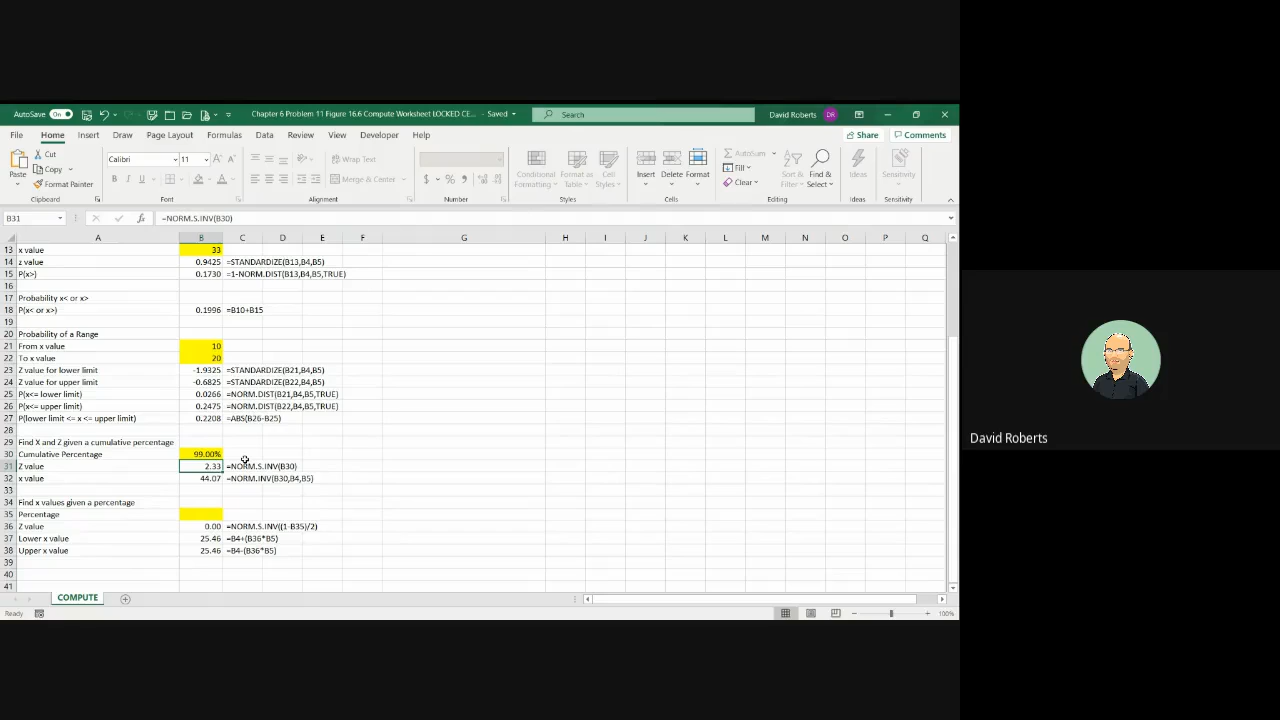 AutoSave On Chapter 6 Problem 11 Figure 16.6 Compute Worksheet LOCKED CE... - Saved Search David Roberts DR
File Home Insert Draw Page Layout Formulas Data Review View Developer Help Share Comments
Paste Cut Copy Format Painter Calibri 11 Wrap Text Merge & Center Conditional Formatting Format as Table Cell Styles Insert Delete Format AutoSum Fill Clear Sort & Filter Find & Select Ideas Sensitivity
Clipboard Font Alignment Number Styles Cells Editing Ideas Sensitivity
B31 fx =NORM.S.INV(B30)
A B C D E F G H I J K L M N O P Q
13 x value 33
14 z value 0.9425 =STANDARDIZE(B13,B4,B5)
15 P(x>) 0.1730 =1-NORM.DIST(B13,B4,B5,TRUE)
16
17 Probability x< or x>
18 P(x< or x>) 0.1996 =B10+B15
19
20 Probability of a Range
21 From x value 10
22 To x value 20
23 Z value for lower limit -1.9325 =STANDARDIZE(B21,B4,B5)
24 Z value for upper limit -0.6825 =STANDARDIZE(B22,B4,B5)
25 P(x<= lower limit) 0.0266 =NORM.DIST(B21,B4,B5,TRUE)
26 P(x<= upper limit) 0.2475 =NORM.DIST(B22,B4,B5,TRUE)
27 P(lower limit <= x <= upper limit) 0.2208 =ABS(B26-B25)
28
29 Find X and Z given a cumulative percentage
30 Cumulative Percentage 99.00%
31 Z value 2.33 =NORM.S.INV(B30)
32 x value 44.07 =NORM.INV(B30,B4,B5)
33
34 Find x values given a percentage
35 Percentage
36 Z value 0.00 =NORM.S.INV((1-B35)/2)
37 Lower x value 25.46 =B4+(B36*B5)
38 Upper x value 25.46 =B4-(B36*B5)
39
40
41
COMPUTE
Ready 100%
David Roberts